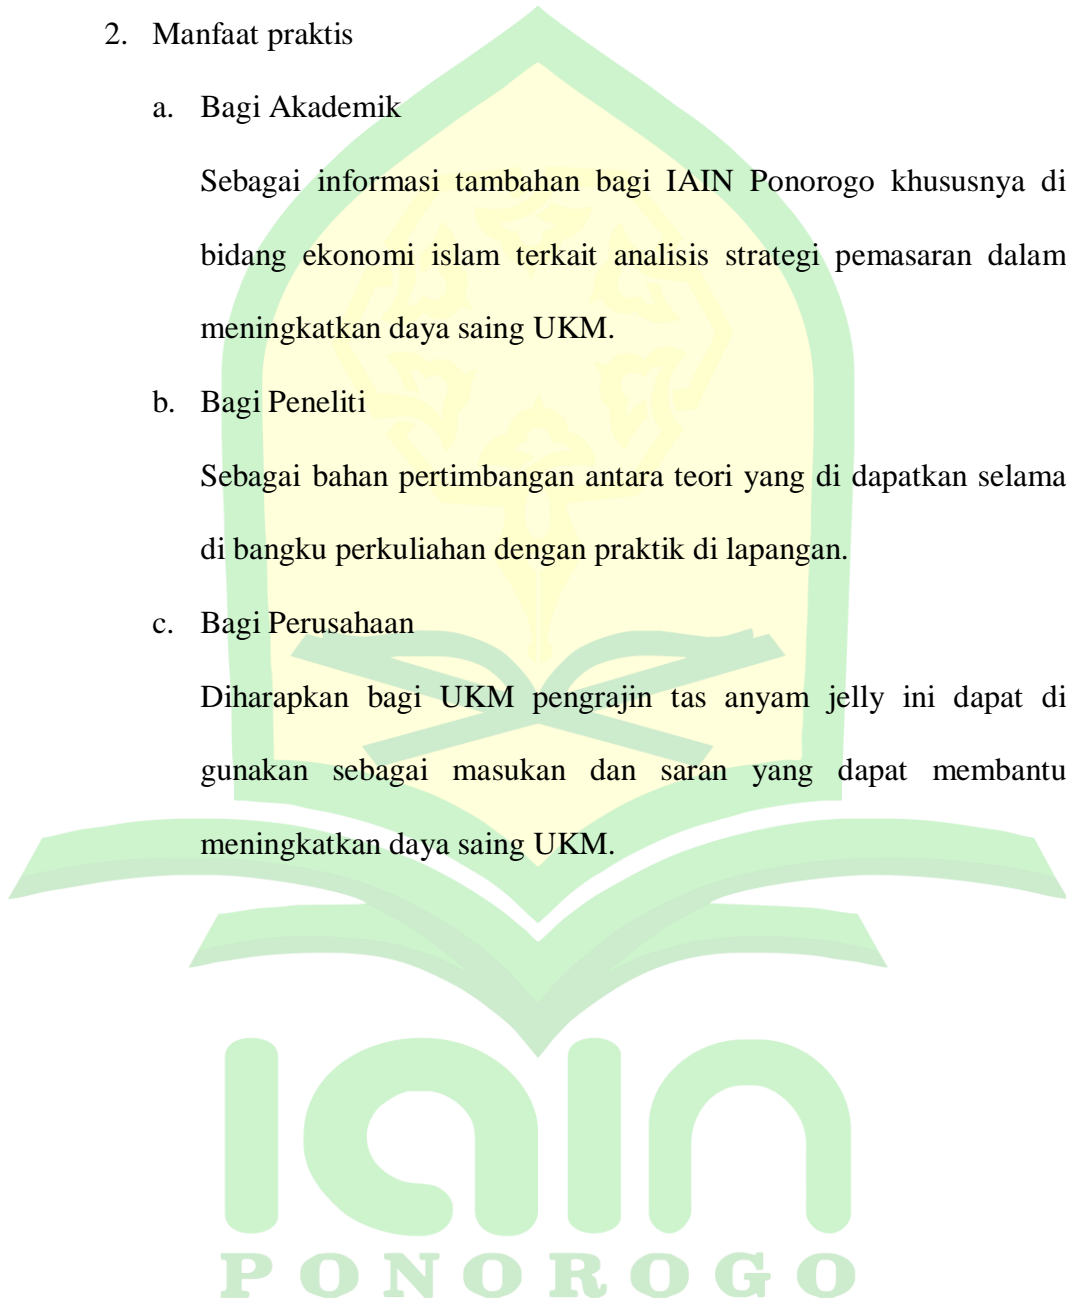 2. Manfaat praktis
a. Bagi Akademik
Sebagai informasi tambahan bagi IAIN Ponorogo khususnya di
bidang ekonomi islam terkait analisis strategi pemasaran dalam
meningkatkan daya saing UKM.
b. Bagi Peneliti
Sebagai bahan pertimbangan antara teori yang di dapatkan selama
di bangku perkuliahan dengan praktik di lapangan.
c. Bagi Perusahaan
Diharapkan bagi UKM pengrajin tas anyam jelly ini dapat di
gunakan sebagai masukan dan saran yang dapat membantu
meningkatkan daya saing UKM.
IAIN
PONOROGO